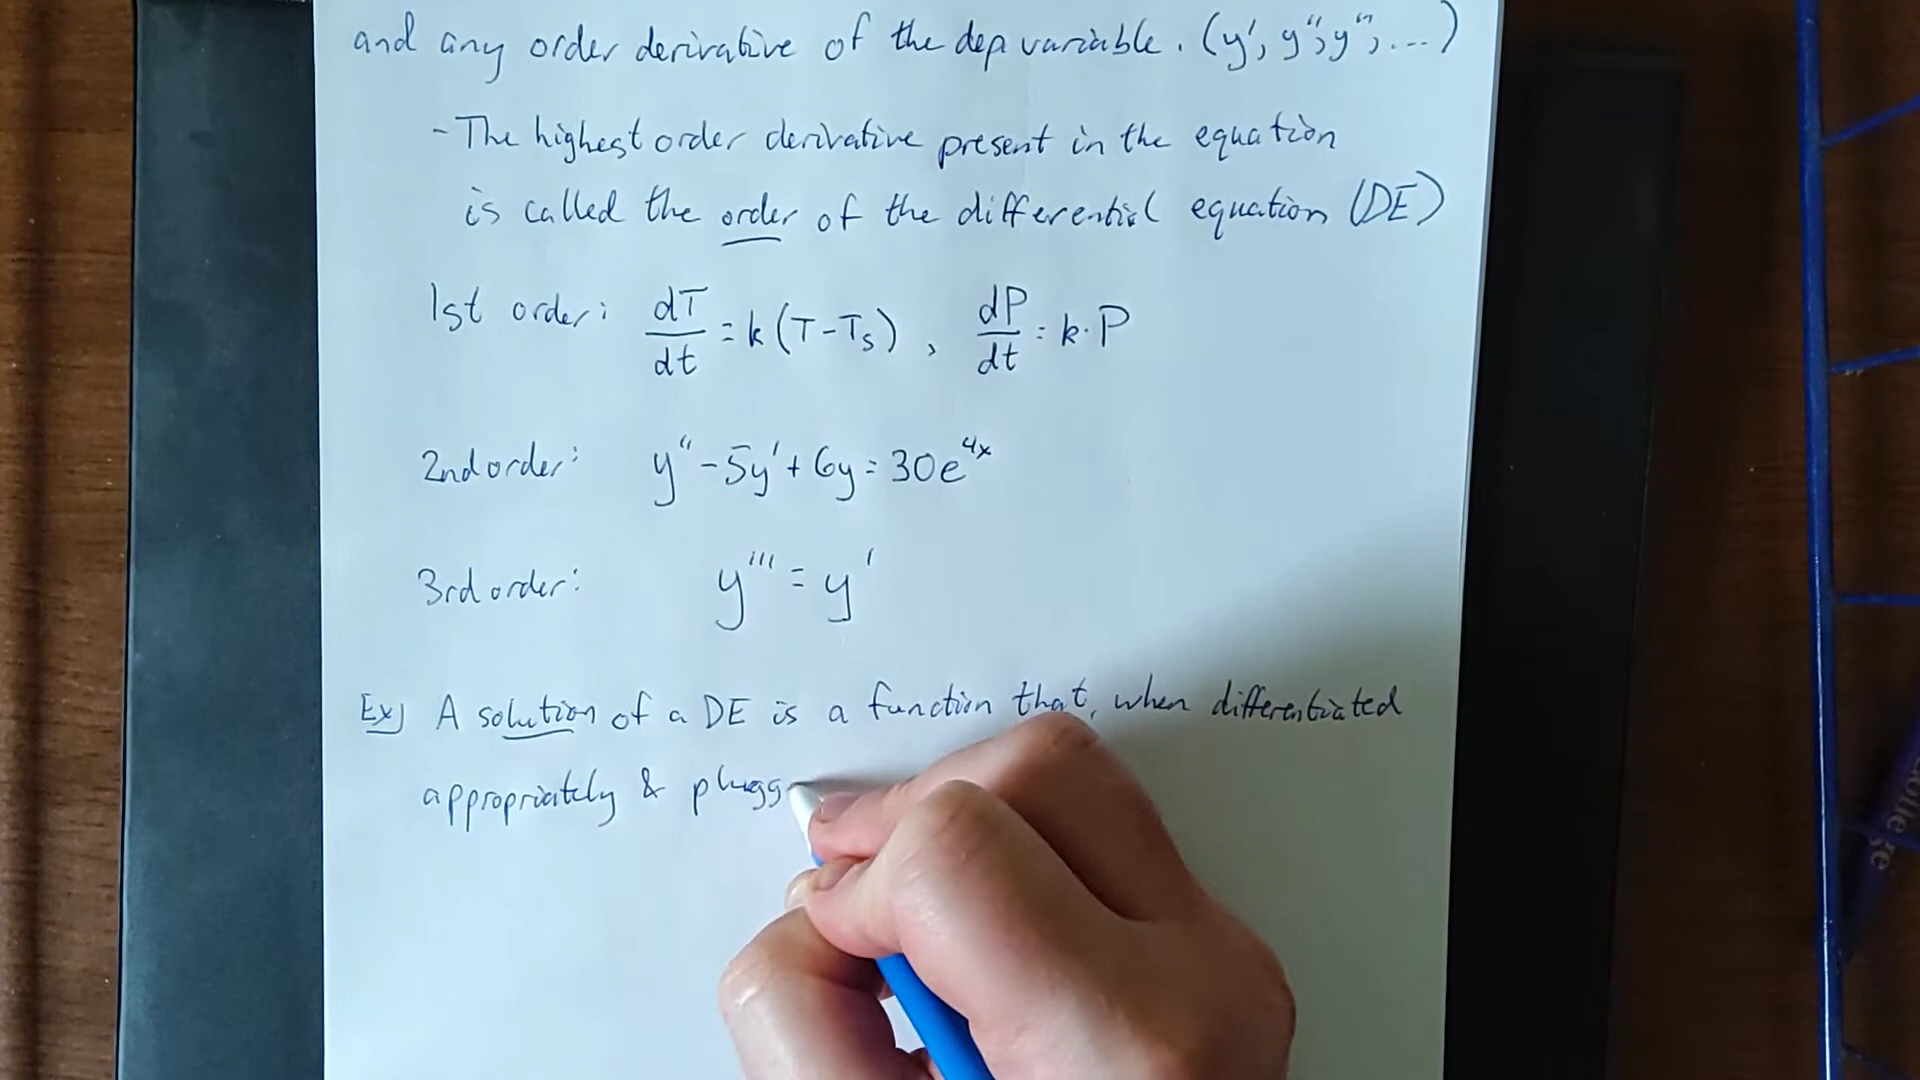 and any order derivative of the dep variable. (y', y'', y''', ...)
- The highest order derivative present in the equation
is called the order of the differential equation (DE)
1st order: dT/dt = k(T-Ts), dP/dt = k·P
2nd order: y'' - 5y' + 6y = 30e^4x
3rd order: y''' = y'
Ex) A solution of a DE is a function that, when differentiated
appropriately & plugg